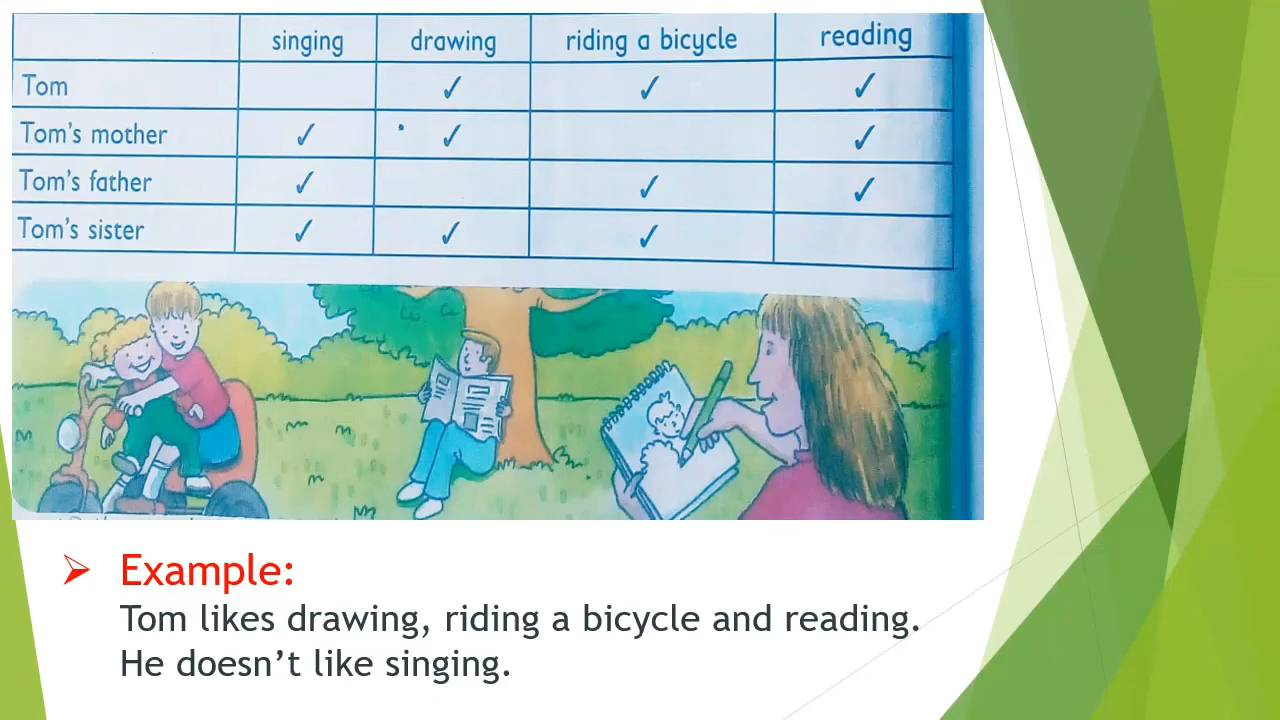 singing drawing riding a bicycle reading
Tom ✓ ✓ ✓
Tom's mother ✓ ✓ ✓
Tom's father ✓ ✓ ✓
Tom's sister ✓ ✓ ✓
➢ Example:
Tom likes drawing, riding a bicycle and reading.
He doesn't like singing.